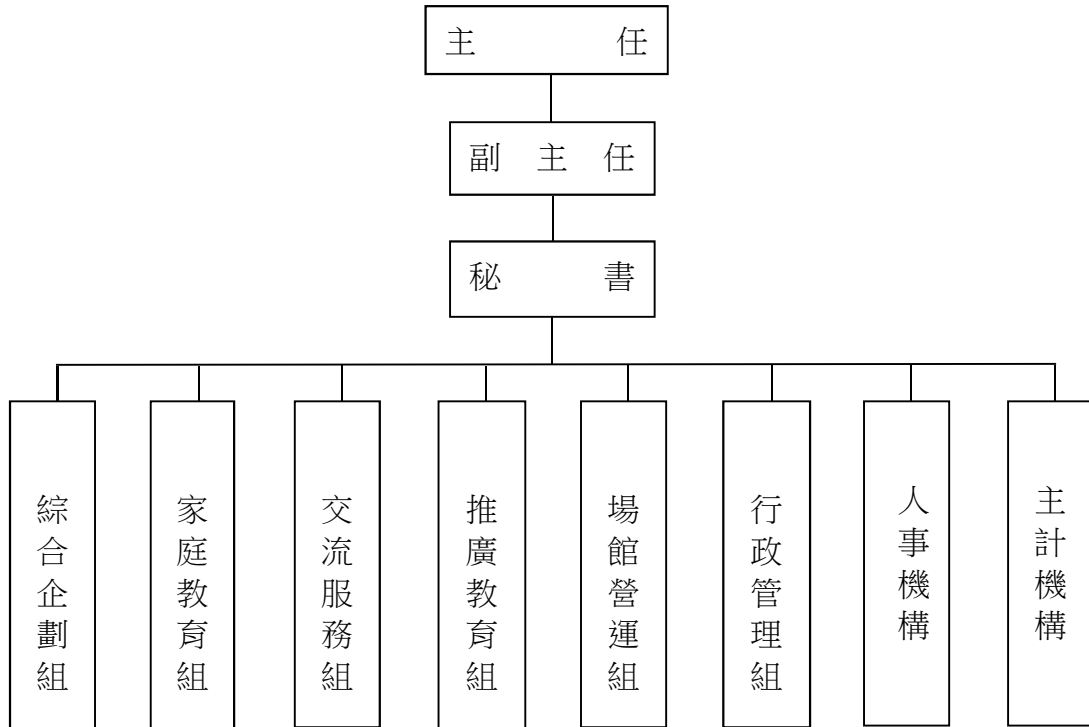 主任
副主任
秘書
綜合企劃組
家庭教育組
交流服務組
推廣教育組
場館營運組
行政管理組
人事機構
主計機構